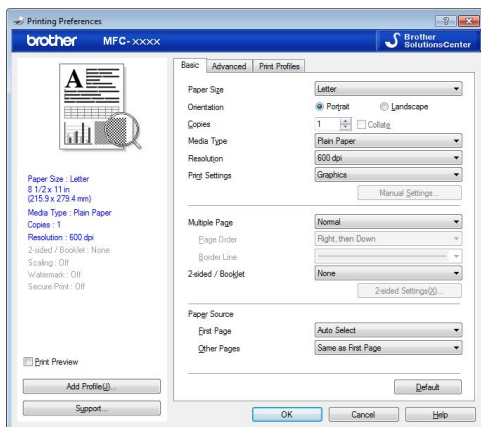 Printing Preferences
brother MFC-xxxx
Brother
SolutionsCenter
Basic Advanced Print Profiles
A
Paper Size Letter
Orientation Portrait Landscape
Copies 1 Collate
Media Type Plain Paper
Resolution 600 dpi
Print Settings Graphics
Manual Settings...
Multiple Page Normal
Page Order Right, then Down
Border Line
2-sided / Booklet None
2-sided Settings(X)...
Paper Source
First Page Auto Select
Other Pages Same as First Page
Default
Paper Size : Letter
8 1/2 x 11 in
(215.9 x 279.4 mm)
Media Type : Plain Paper
Copies : 1
Resolution : 600 dpi
2-sided / Booklet : None
Scaling : Off
Watermark : Off
Secure Print : Off
Print Preview
Add Profile(J)...
Support...
OK Cancel Help